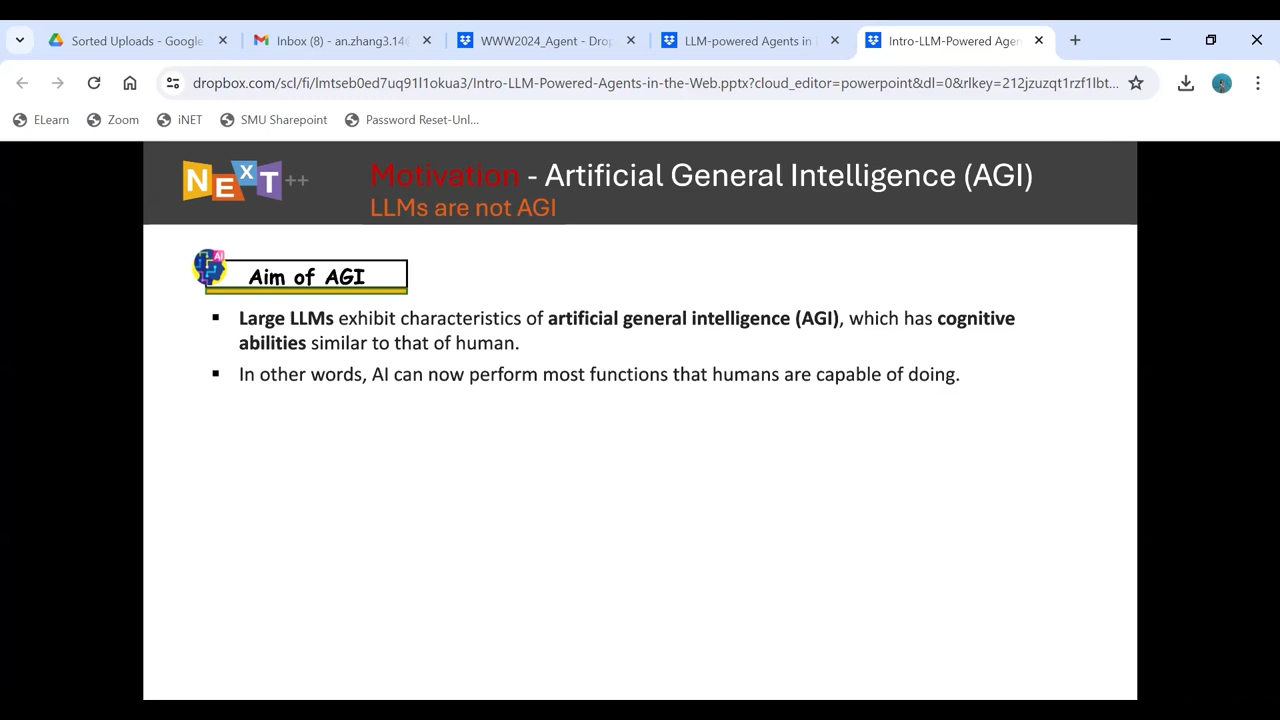 Sorted Uploads - Google
Inbox (8) - an.zhang3.14
WWW2024_Agent - Drop
LLM-powered Agents in
Intro-LLM-Powered Agen
dropbox.com/scl/fi/lmtseb0ed7uq91l1okua3/Intro-LLM-Powered-Agents-in-the-Web.pptx?cloud_editor=powerpoint&dl=0&rlkey=212jzuzqt1rzf1lbt...
ELearn
Zoom
iNET
SMU Sharepoint
Password Reset-Unl...
NExT++
Motivation - Artificial General Intelligence (AGI)
LLMs are not AGI
AI
Aim of AGI
▪ Large LLMs exhibit characteristics of artificial general intelligence (AGI), which has cognitive
abilities similar to that of human.
▪ In other words, AI can now perform most functions that humans are capable of doing.